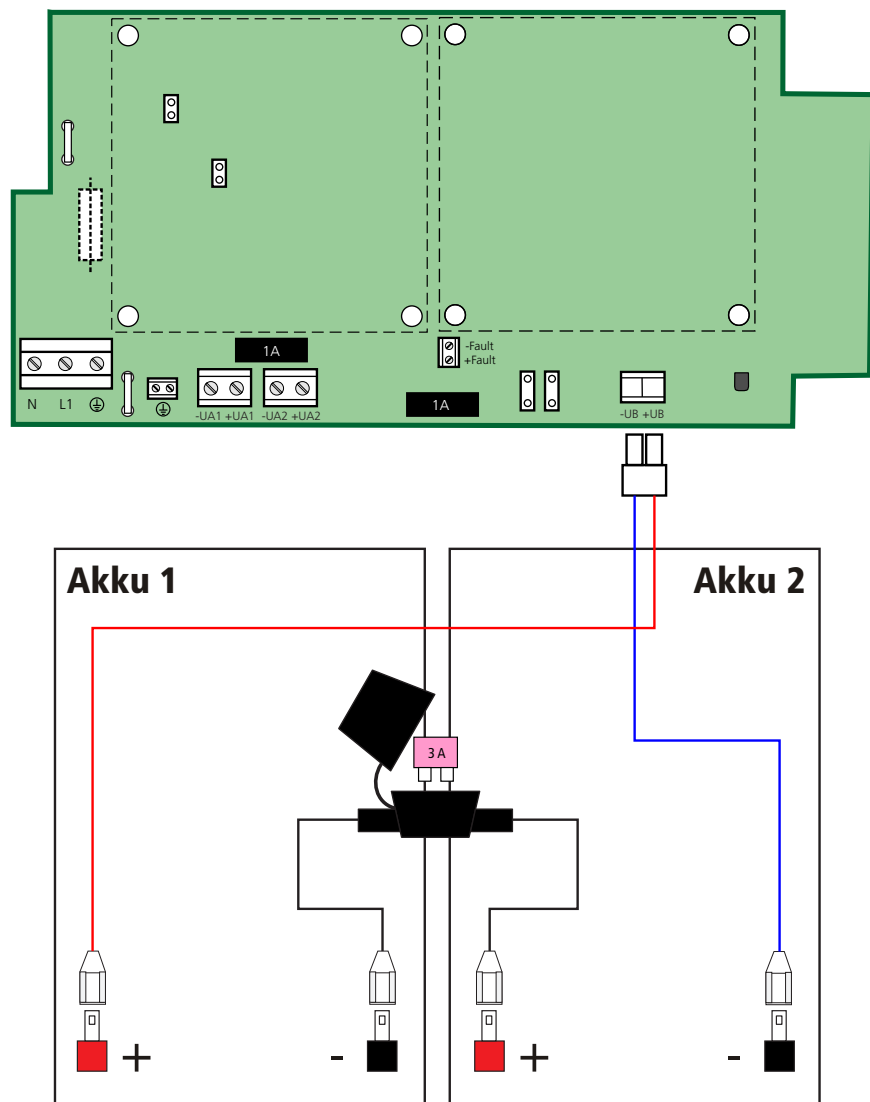 -Fault
+Fault
1A
1A
N L1
-UA1 +UA1 -UA2 +UA2
-UB +UB
Akku 1
Akku 2
3 A
+ - + -